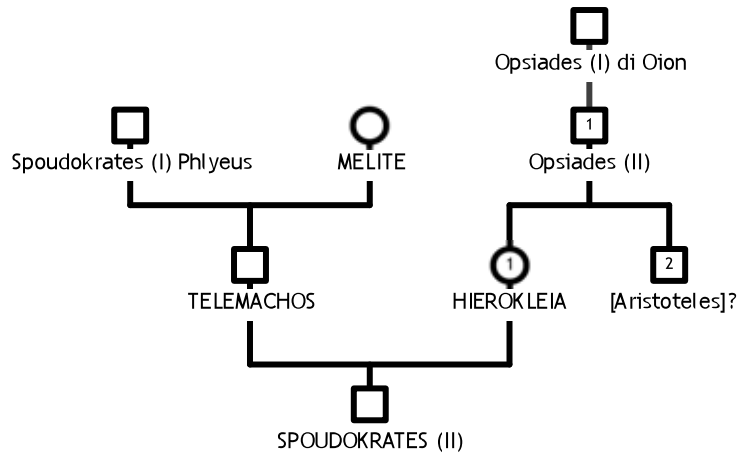 Opsiades (I) di Oion
1
Spoudokrates (I) Phlyeus MELITE Opsiades (II)
1 2
TELEMACHOS HIEROKLEIA [Aristoteles]?
SPOUDOKRATES (II)